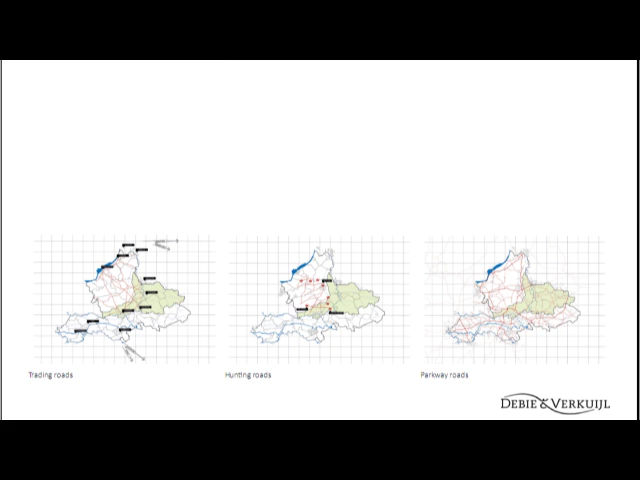 Trading roads
Hunting roads
Parkway roads
DEBIE & VERKUIJL